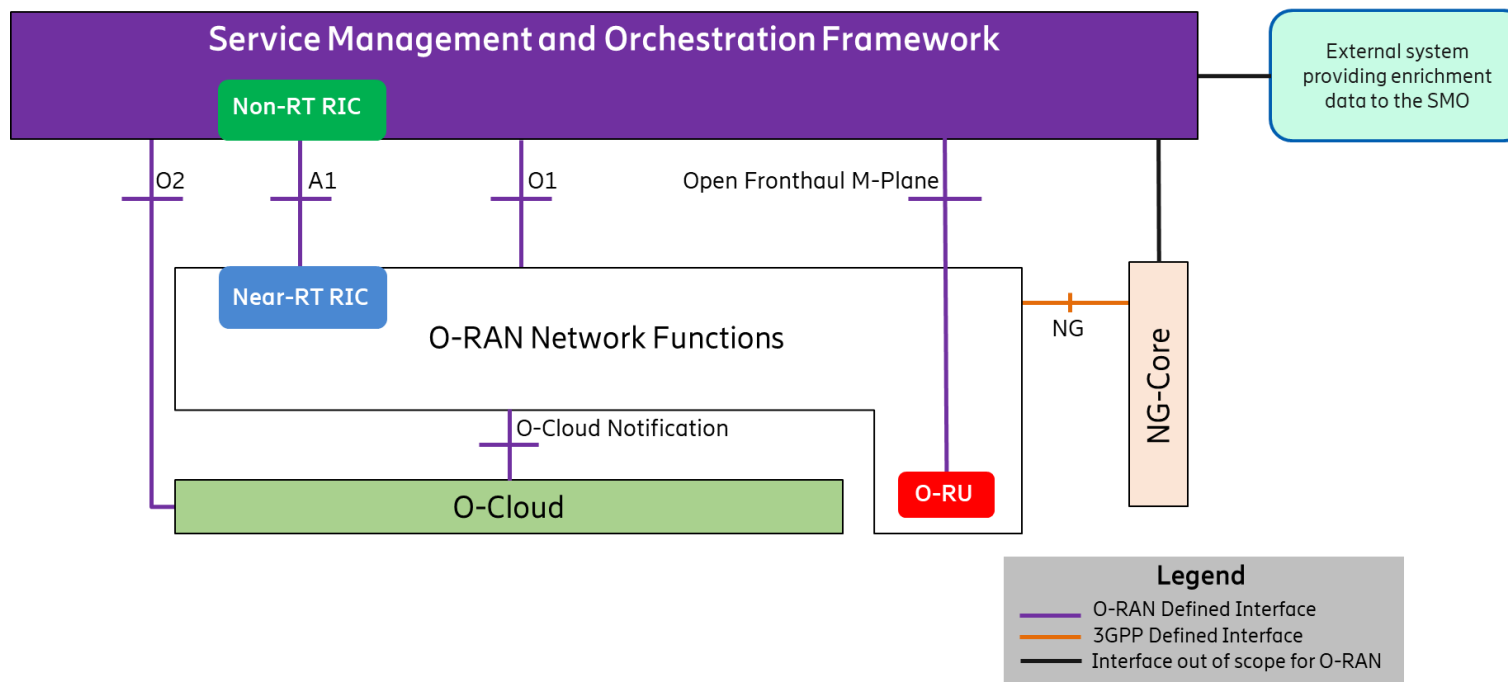 Service Management and Orchestration Framework
External system
providing enrichment
data to the SMO
Non-RT RIC
O2
A1
O1
Open Fronthaul M-Plane
Near-RT RIC
O-RAN Network Functions
NG
NG-Core
O-Cloud Notification
O-RU
O-Cloud
Legend
O-RAN Defined Interface
3GPP Defined Interface
Interface out of scope for O-RAN